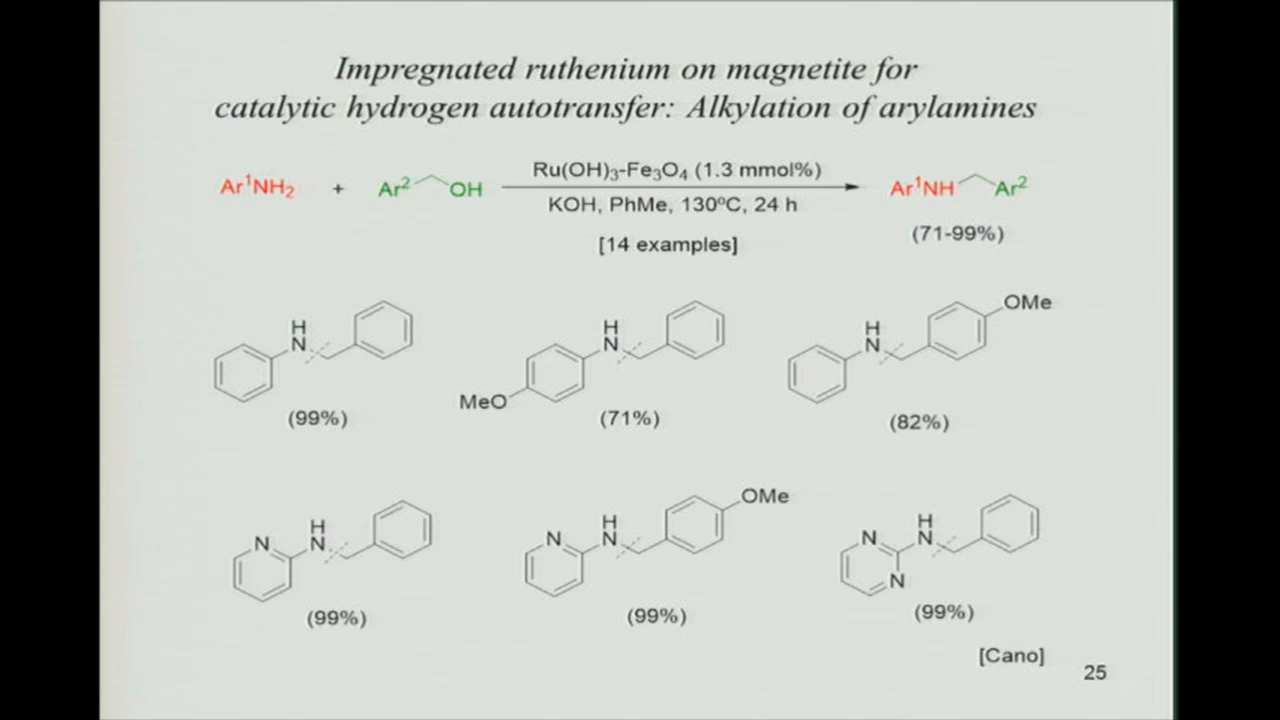 Impregnated ruthenium on magnetite for
catalytic hydrogen autotransfer: Alkylation of arylamines
Ar¹NH₂ + Ar² OH Ru(OH)₃-Fe₃O₄ (1.3 mmol%) Ar¹NH Ar²
KOH, PhMe, 130ºC, 24 h
[14 examples] (71-99%)
H N (99%)
H N MeO (71%)
H N OMe (82%)
N H N (99%)
N H N OMe (99%)
N N H N (99%)
[Cano]
25